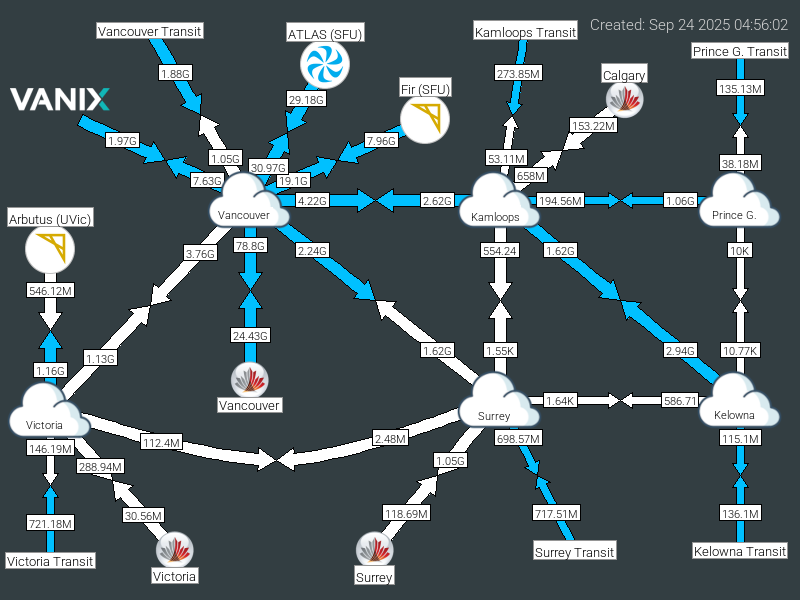 Created: Sep 24 2025 04:56:02
Vancouver Transit
ATLAS (SFU)
Kamloops Transit
Prince G. Transit
1.88G
273.85M
Calgary
135.13M
29.18G
Fir (SFU)
VANIX
153.22M
1.97G
7.96G
1.05G
53.11M
38.18M
30.97G
658M
7.63G
19.1G
4.22G
2.62G
194.56M
1.06G
Arbutus (UVic)
Vancouver
Kamloops
Prince G.
3.76G
78.8G
2.24G
554.24
1.62G
10K
546.12M
24.43G
1.13G
1.62G
1.55K
2.94G
10.77K
1.16G
Vancouver
1.64K
586.71
Victoria
Surrey
Kelowna
146.19M
112.4M
2.48M
698.57M
115.1M
288.94M
1.05G
721.18M
30.56M
118.69M
717.51M
136.1M
Victoria Transit
Victoria
Surrey
Surrey Transit
Kelowna Transit